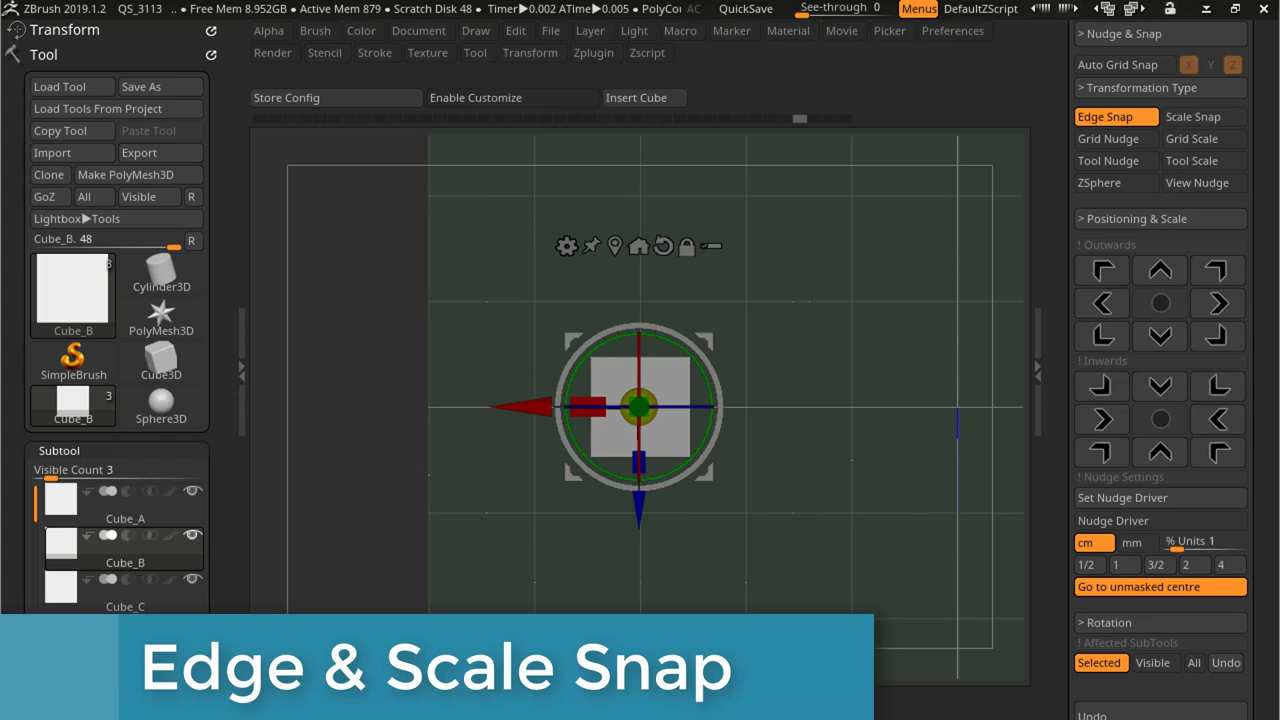 ZBrush 2019.1.2 QS_3113 .. • Free Mem 8.952GB • Active Mem 879 • Scratch Disk 48 • Timer▶0.002 ATime▶0.005 • PolyCou AC QuickSave See-through 0 Menus DefaultZScript
Transform
Tool
Alpha Brush Color Document Draw Edit File Layer Light Macro Marker Material Movie Picker Preferences
Render Stencil Stroke Texture Tool Transform Zplugin Zscript
Store Config Enable Customize Insert Cube
Load Tool Save As
Load Tools From Project
Copy Tool Paste Tool
Import Export
Clone Make PolyMesh3D
GoZ All Visible R
Lightbox▶Tools
Cube_B. 48 R
3
Cube_B
Cylinder3D
PolyMesh3D
SimpleBrush
Cube3D
3
Cube_B
Sphere3D
Subtool
Visible Count 3
Cube_A
Cube_B
Cube_C
> Nudge & Snap
Auto Grid Snap X Y Z
> Transformation Type
Edge Snap Scale Snap
Grid Nudge Grid Scale
Tool Nudge Tool Scale
ZSphere View Nudge
> Positioning & Scale
! Outwards
! Inwards
! Nudge Settings
Set Nudge Driver
Nudge Driver
cm mm % Units 1
1/2 1 3/2 2 4
Go to unmasked centre
> Rotation
! Affected SubTools
Selected Visible All Undo
Undo
Edge & Scale Snap